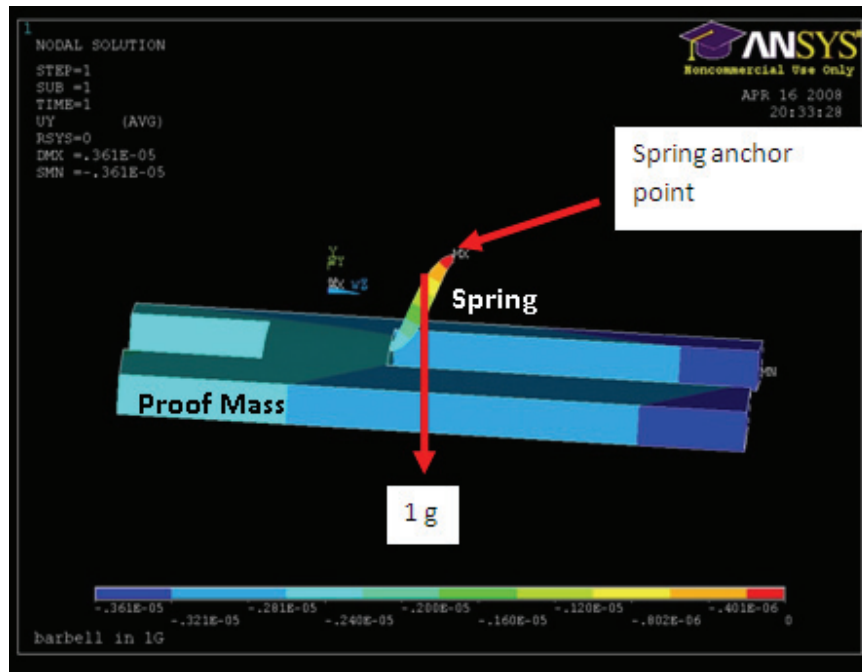 1
NODAL SOLUTION
STEP=1
SUB =1
TIME=1
UY (AVG)
RSYS=0
DMX =.361E-05
SMN =-.361E-05
ANSYS
Noncommercial Use Only
APR 16 2008
20:33:28
Spring anchor
point
MX
Spring
MN
Proof Mass
1 g
-.361E-05 -.281E-05 -.200E-05 -.120E-05 -.401E-06
-.321E-05 -.240E-05 -.160E-05 -.802E-06 0
barbell in 1G